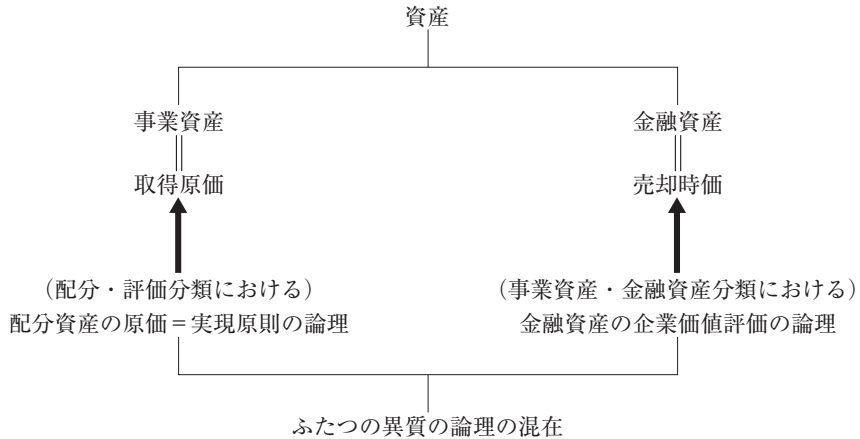 資産
事業資産
金融資産
取得原価
売却時価
（配分・評価分類における）
配分資産の原価＝実現原則の論理
（事業資産・金融資産分類における）
金融資産の企業価値評価の論理
ふたつの異質の論理の混在